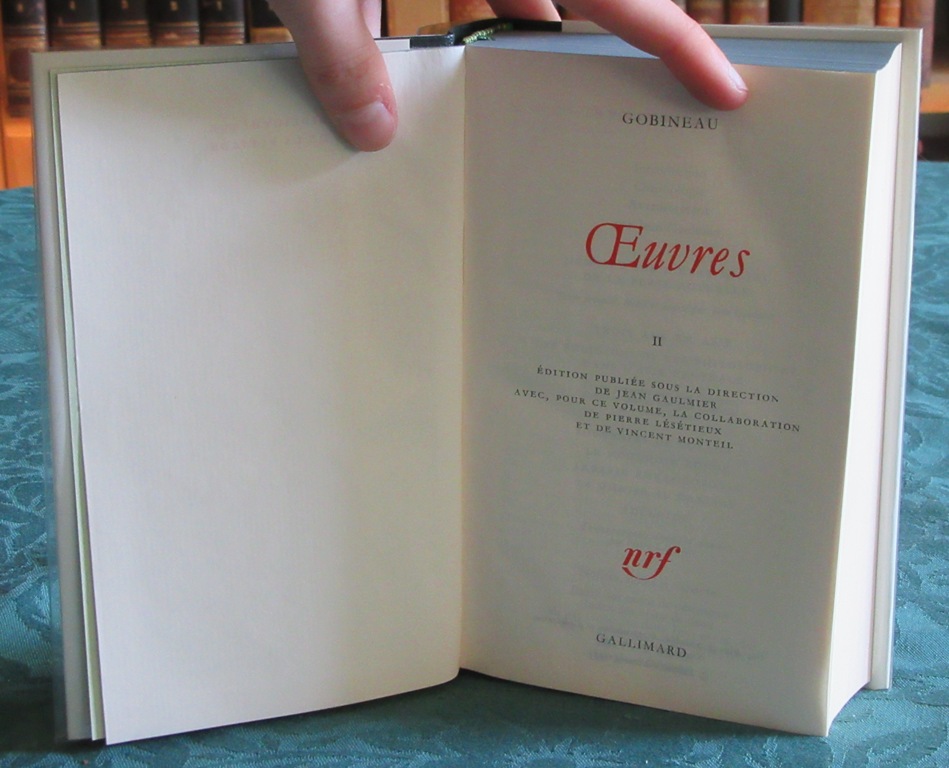 GOBINEAU
Œuvres
II
ÉDITION PUBLIÉE SOUS LA DIRECTION
DE JEAN GAULMIER
AVEC, POUR CE VOLUME, LA COLLABORATION
DE PIERRE LÉSÉTIEUX
ET DE VINCENT MONTEIL
nrf
GALLIMARD